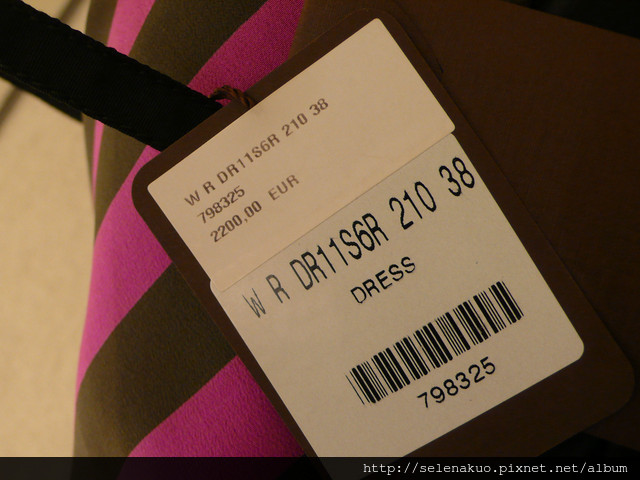 W R DR11S6R 210 38
798325
2200,00 EUR
W R DR11S6R 210 38
DRESS
798325
http://selenakuo.pixnet.net/album